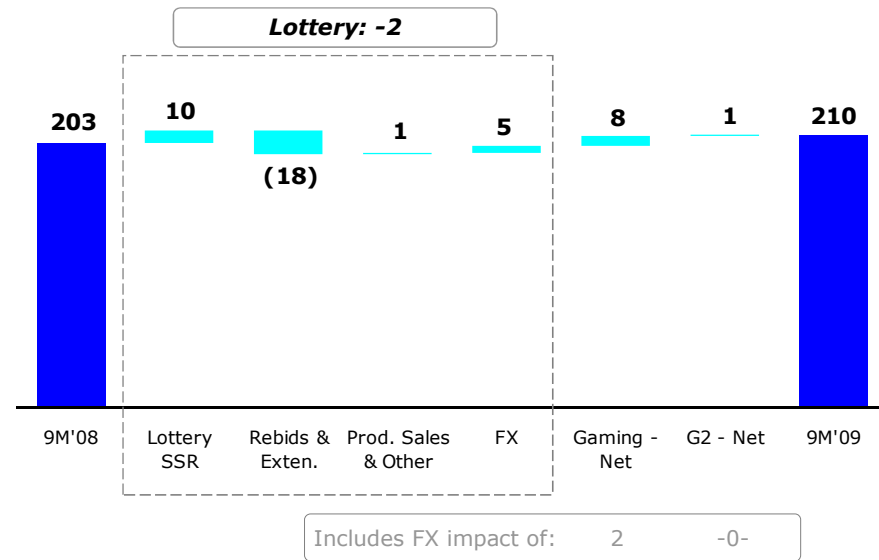 Lottery: -2
203
10
(18)
1
5
8
1
210
9M'08
Lottery
SSR
Rebids &
Exten.
Prod. Sales
& Other
FX
Gaming -
Net
G2 - Net
9M'09
Includes FX impact of: 2 -0-